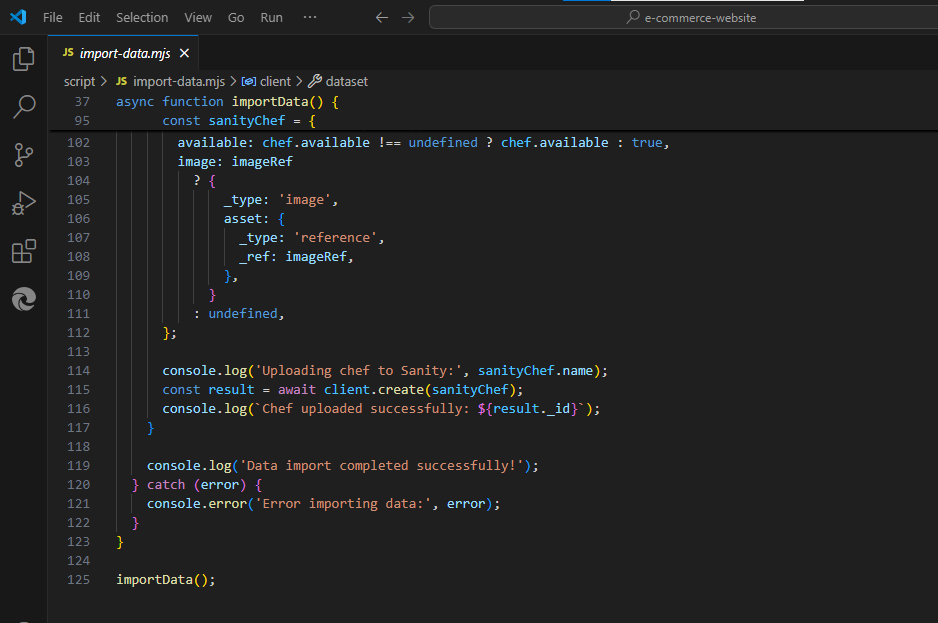 File Edit Selection View Go Run ··· ← → e-commerce-website
JS import-data.mjs ×
script > JS import-data.mjs > client > dataset
37 async function importData() {
95 const sanityChef = {
102 available: chef.available !== undefined ? chef.available : true,
103 image: imageRef
104 ? {
105 _type: 'image',
106 asset: {
107 _type: 'reference',
108 _ref: imageRef,
109 },
110 }
111 : undefined,
112 };
113
114 console.log('Uploading chef to Sanity:', sanityChef.name);
115 const result = await client.create(sanityChef);
116 console.log(`Chef uploaded successfully: ${result._id}`);
117 }
118
119 console.log('Data import completed successfully!');
120 } catch (error) {
121 console.error('Error importing data:', error);
122 }
123 }
124
125 importData();